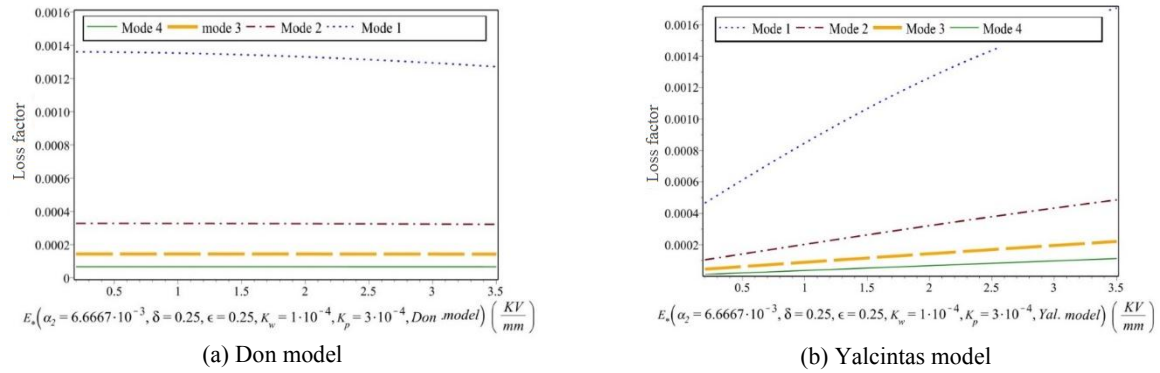 0.0016
Mode 4 mode 3 Mode 2 Mode 1
0.0014
0.0012
0.0010
0.0008
0.0006
0.0004
0.0002
0
Loss factor
0.5 1 1.5 2 2.5 3 3.5
E*(α2 = 6.6667·10^-3, δ = 0.25, ϵ = 0.25, Kw = 1·10^-4, Kp = 3·10^-4, Don .model) (KV/mm)
(a) Don model
0.0016
Mode 1 Mode 2 Mode 3 Mode 4
0.0014
0.0012
0.0010
0.0008
0.0006
0.0004
0.0002
Loss factor
0.5 1 1.5 2 2.5 3 3.5
E*(α2 = 6.6667·10^-3, δ = 0.25, ϵ = 0.25, Kw = 1·10^-4, Kp = 3·10^-4, Yal. model) (KV/mm)
(b) Yalcintas model